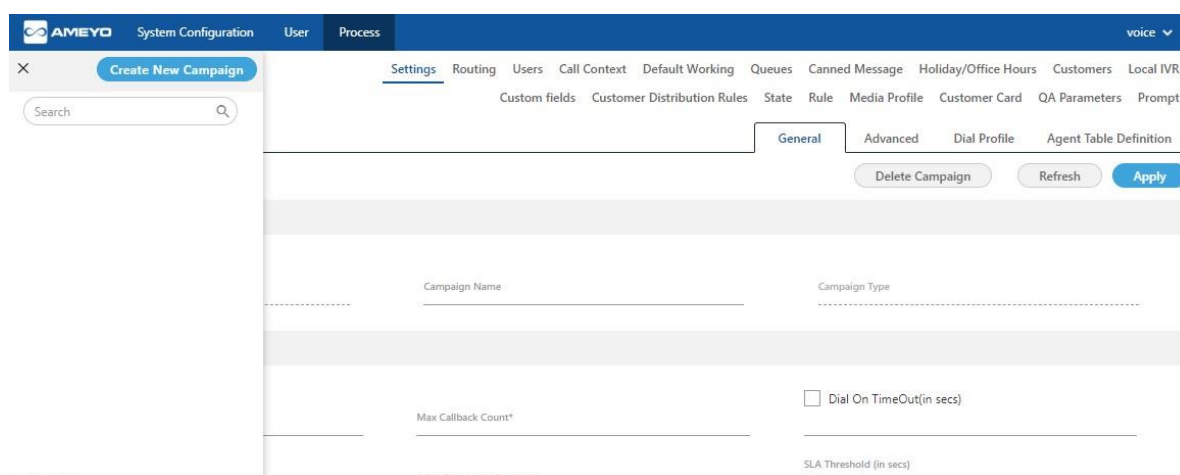 AMEYO System Configuration User Process voice
Create New Campaign
Settings Routing Users Call Context Default Working Queues Canned Message Holiday/Office Hours Customers Local IVR
Search
Custom fields Customer Distribution Rules State Rule Media Profile Customer Card QA Parameters Prompt
General Advanced Dial Profile Agent Table Definition
Delete Campaign Refresh Apply
Campaign Name Campaign Type
Dial On TimeOut(in secs)
Max Callback Count*
SLA Threshold (in secs)